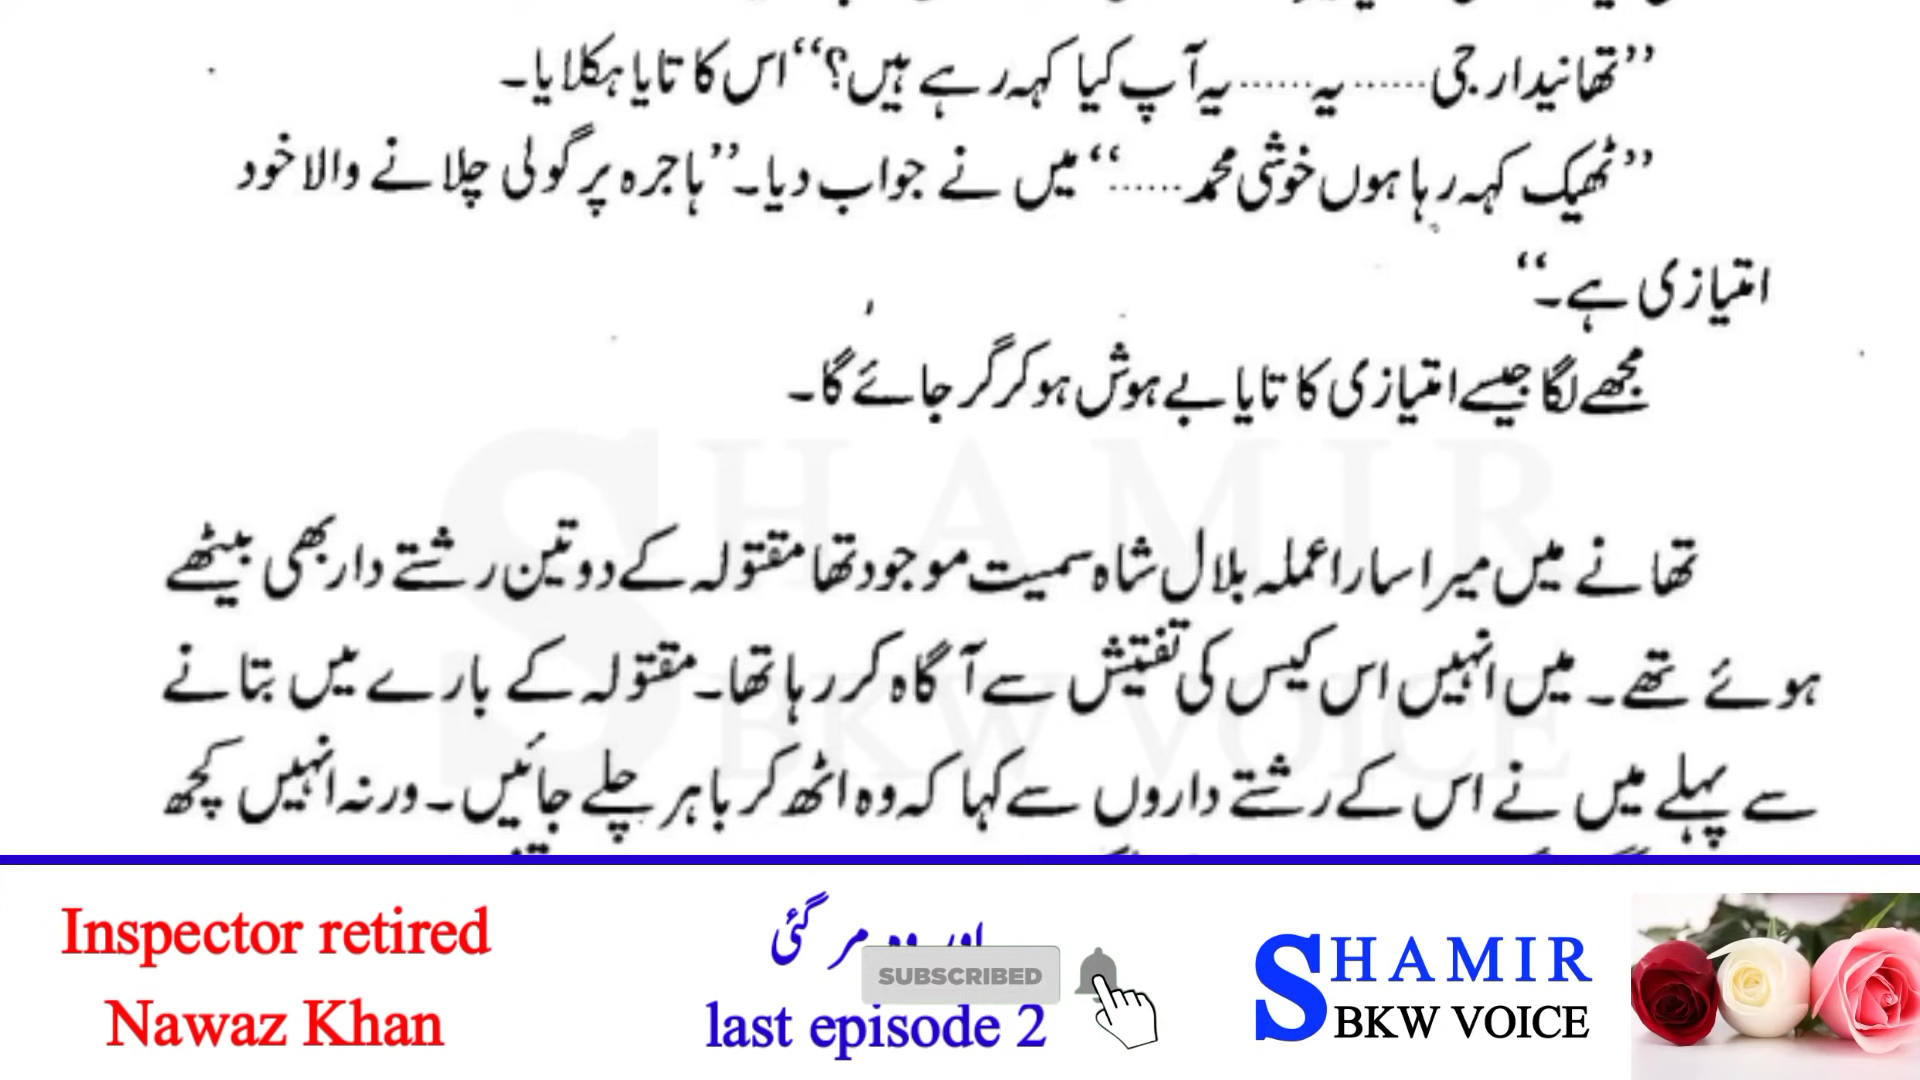 ’’تھانیدار جی...... یہ...... یہ آپ کیا کہہ رہے ہیں؟‘‘ اس کا تایا ہکلایا۔
’’ٹھیک کہہ رہا ہوں خوشی محمد......‘‘ میں نے جواب دیا۔ ’’ہاجرہ پر گولی چلانے والا خود
امتیازی ہے۔‘‘
مجھے لگا جیسے امتیازی کا تایا بے ہوش ہو کر گر جائے گا۔
تھانے میں میرا سارا عملہ بلال شاہ سمیت موجود تھا مقتولہ کے دو تین رشتے دار بھی بیٹھے
ہوئے تھے۔ میں انہیں اس کیس کی تفتیش سے آگاہ کر رہا تھا۔ مقتولہ کے بارے میں بتانے
سے پہلے میں نے اس کے رشتے داروں سے کہا کہ وہ اٹھ کر باہر چلے جائیں۔ ورنہ انہیں کچھ
SHAMIR
BKW VOICE
Inspector retired
Nawaz Khan
مر گئی
SUBSCRIBED
last episode 2
SHAMIR
BKW VOICE